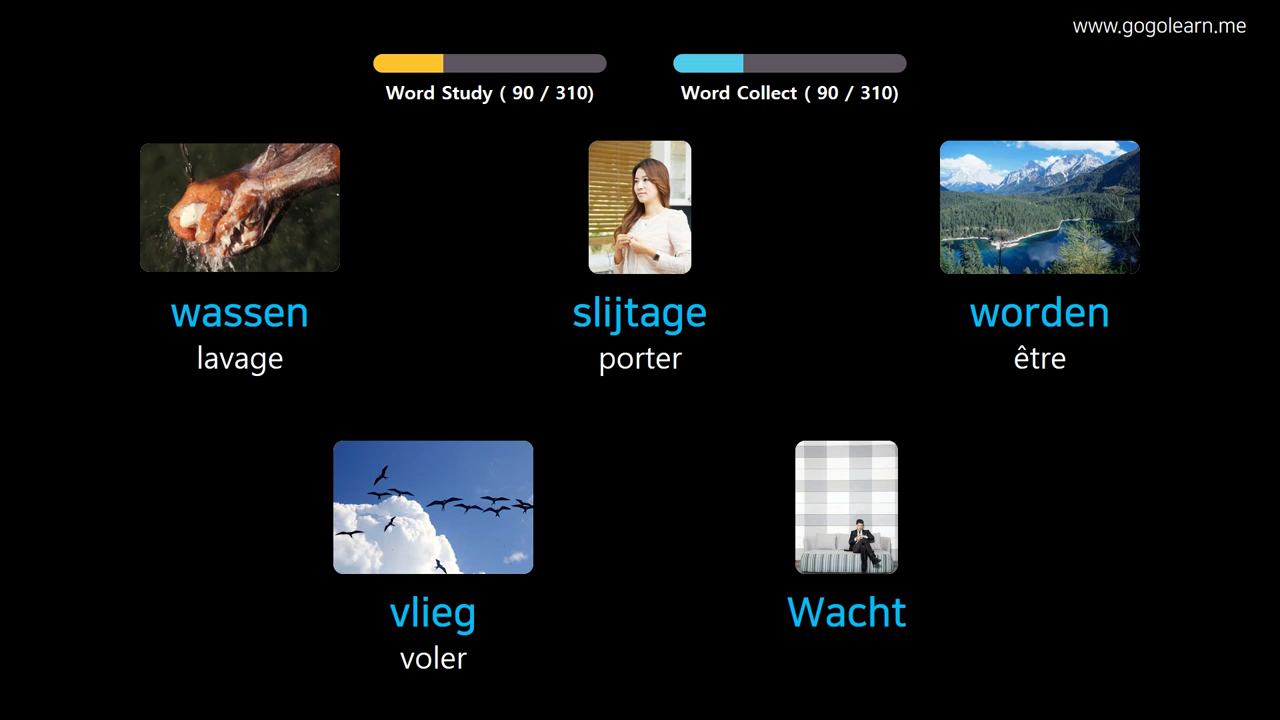 www.gogolearn.me
Word Study ( 90 / 310)
Word Collect ( 90 / 310)
wassen
lavage
slijtage
porter
worden
être
vlieg
voler
Wacht